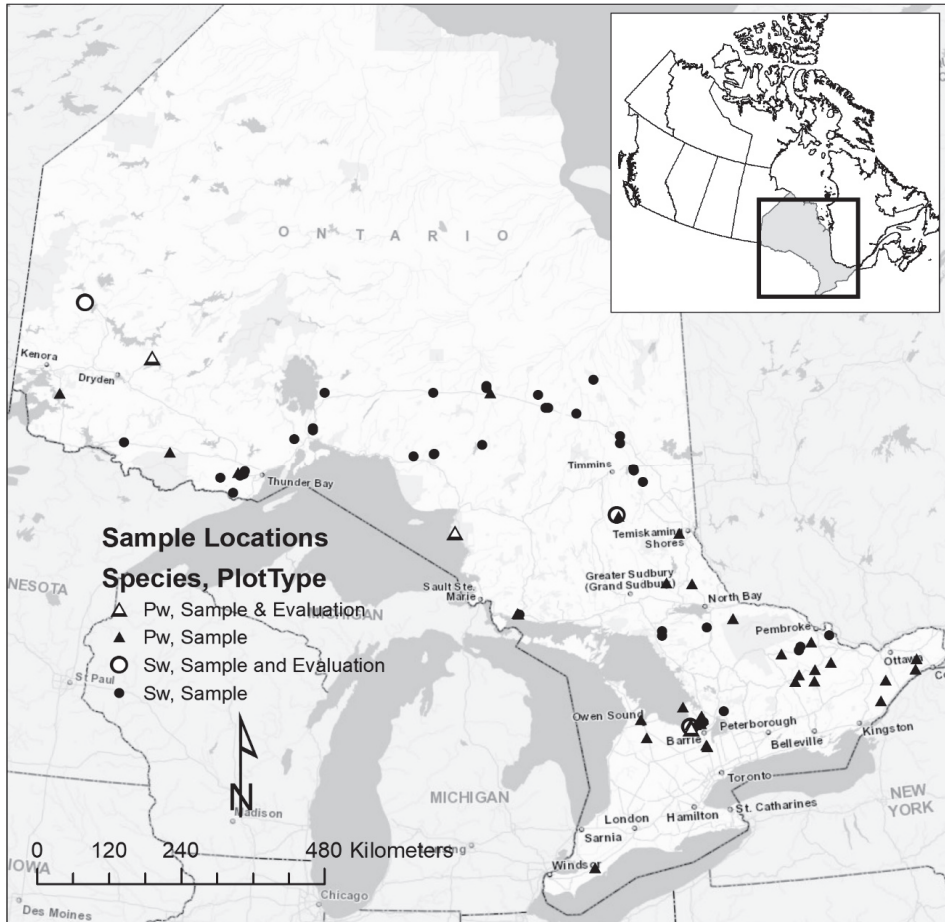 ONTARIO
Kenora
Dryden
Thunder Bay
Timmins
Temiskaming
Shores
Sample Locations
Species, PlotType
Pw, Sample & Evaluation
Pw, Sample
Sw, Sample and Evaluation
Sw, Sample
NESOTA
MICHIGAN
St Paul
Sault Ste.
Marie
Greater Sudbury
(Grand Sudbury)
North Bay
Pembroke
Ottawa
Owen Sound
Barrie
Peterborough
Belleville
Kingston
Toronto
Hamilton
St. Catharines
London
Sarnia
Windsor
MICHIGAN
NEW
YORK
N
Madison
0 120 240 480 Kilometers
IOWA
Chicago
Des Moines